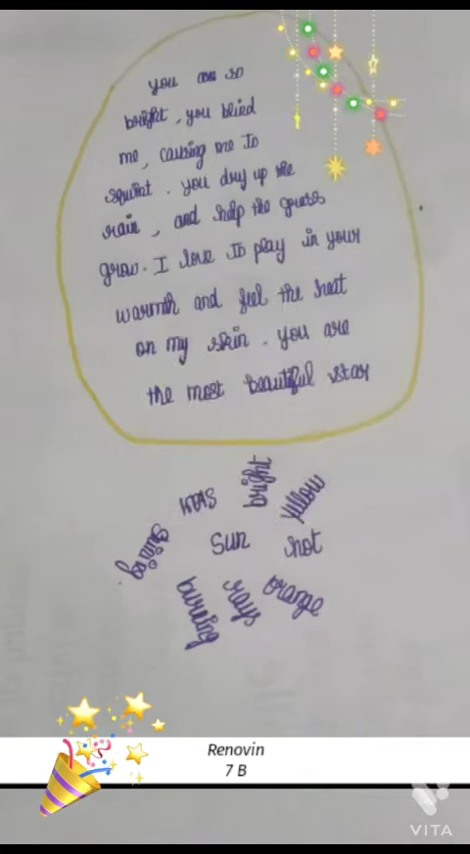 you are so
bright, you blied
me, causing me to
squint. you dry up the
rain, and help the grass
grow. I love to play in your
warmth and feel the heat
on my skin. you are
the most beautiful star
bright
yellow
shining
sun
hot
burning
rays
orange
Renovin
7 B
VITA